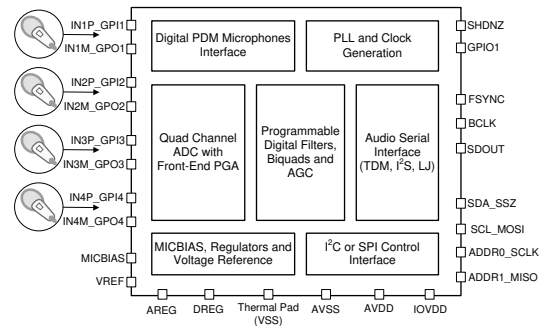 IN1P_GPI1
IN1M_GPO1
IN2P_GPI2
IN2M_GPO2
IN3P_GPI3
IN3M_GPO3
IN4P_GPI4
IN4M_GPO4
MICBIAS
VREF
Digital PDM Microphones
Interface
PLL and Clock
Generation
Quad Channel
ADC with
Front-End PGA
Programmable
Digital Filters,
Biquads and
AGC
Audio Serial
Interface
(TDM, I²S, LJ)
MICBIAS, Regulators and
Voltage Reference
I²C or SPI Control
Interface
SHDNZ
GPIO1
FSYNC
BCLK
SDOUT
SDA_SSZ
SCL_MOSI
ADDR0_SCLK
ADDR1_MISO
AREG
DREG
Thermal Pad
(VSS)
AVSS
AVDD
IOVDD